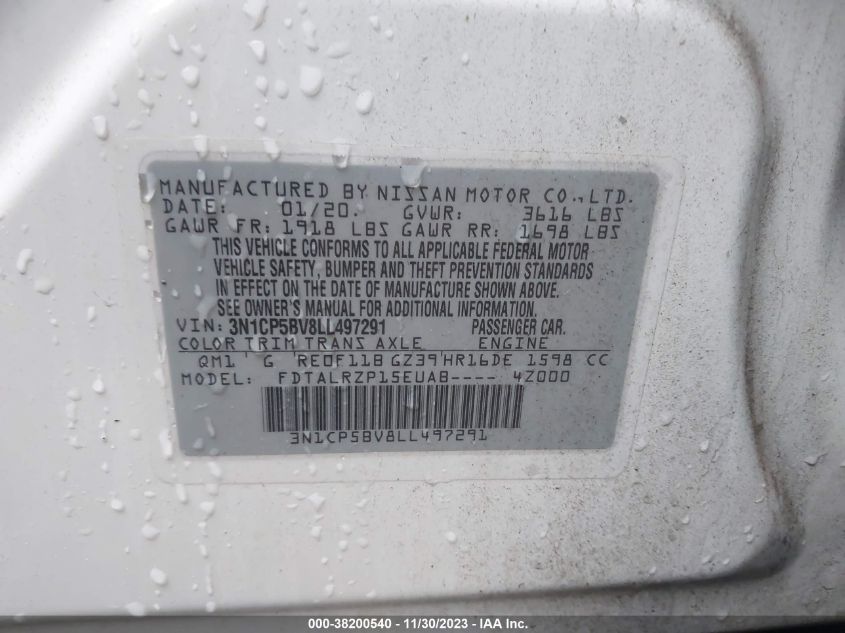 MANUFACTURED BY NISSAN MOTOR CO., LTD.
DATE: 01/20. GVWR: 3616 LBS
GAWR FR: 1918 LBS GAWR RR: 1698 LBS
THIS VEHICLE CONFORMS TO ALL APPLICABLE FEDERAL MOTOR
VEHICLE SAFETY, BUMPER AND THEFT PREVENTION STANDARDS
IN EFFECT ON THE DATE OF MANUFACTURE SHOWN ABOVE.
SEE OWNER'S MANUAL FOR ADDITIONAL INFORMATION.
VIN: 3N1CP5BV8LL497291 PASSENGER CAR.
COLOR TRIM TRANS AXLE ENGINE
QM1 G RE0F11B GZ39 HR16DE 1598 CC
MODEL: FDTALRZP15EUAB---- 4Z000
3N1CP5BV8LL497291
000-38200540 - 11/30/2023 - IAA Inc.